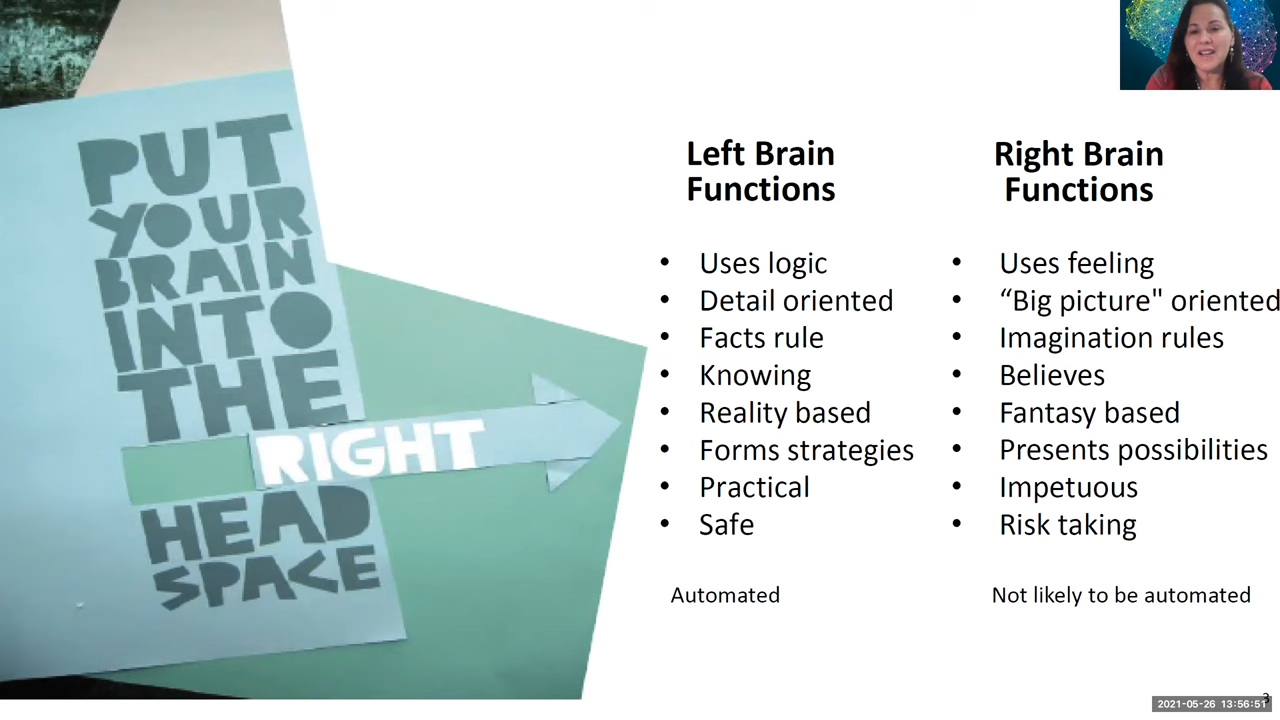 PUT
YOUR
BRAIN
INTO
THE
RIGHT
HEAD
SPACE
Left Brain
Functions
• Uses logic
• Detail oriented
• Facts rule
• Knowing
• Reality based
• Forms strategies
• Practical
• Safe
Automated
Right Brain
Functions
• Uses feeling
• “Big picture" oriented
• Imagination rules
• Believes
• Fantasy based
• Presents possibilities
• Impetuous
• Risk taking
Not likely to be automated
3
2021-05-26 13:56:51